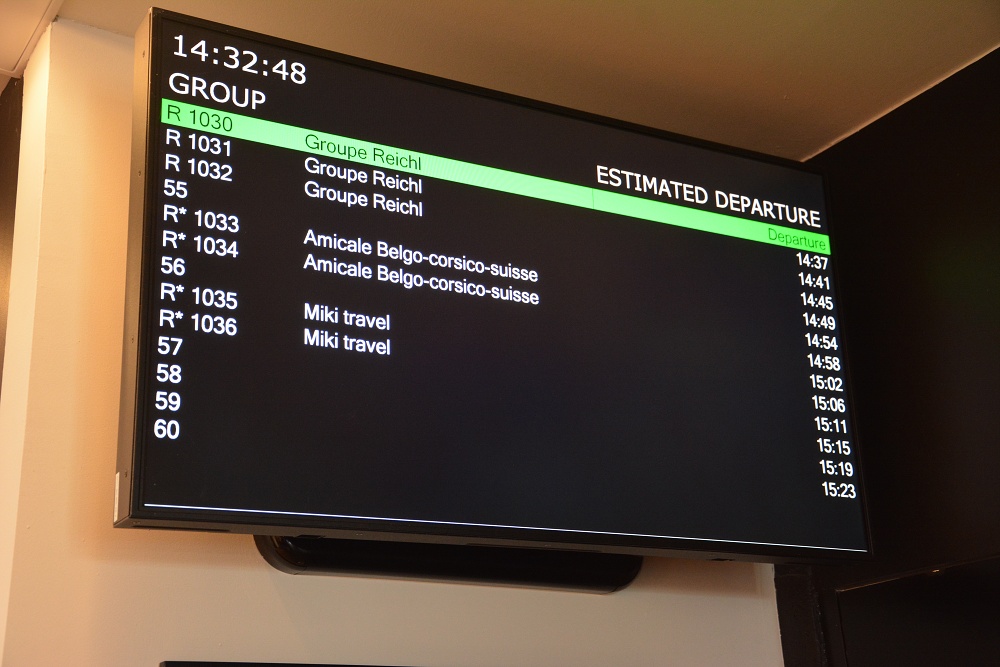 14:32:48
GROUP ESTIMATED DEPARTURE
R 1030 Groupe Reichl Departure
R 1031 Groupe Reichl 14:37
R 1032 Groupe Reichl 14:41
55 14:45
R* 1033 Amicale Belgo-corsico-suisse 14:49
R* 1034 Amicale Belgo-corsico-suisse 14:54
56 14:58
R* 1035 Miki travel 15:02
R* 1036 Miki travel 15:06
57 15:11
58 15:15
59 15:19
60 15:23